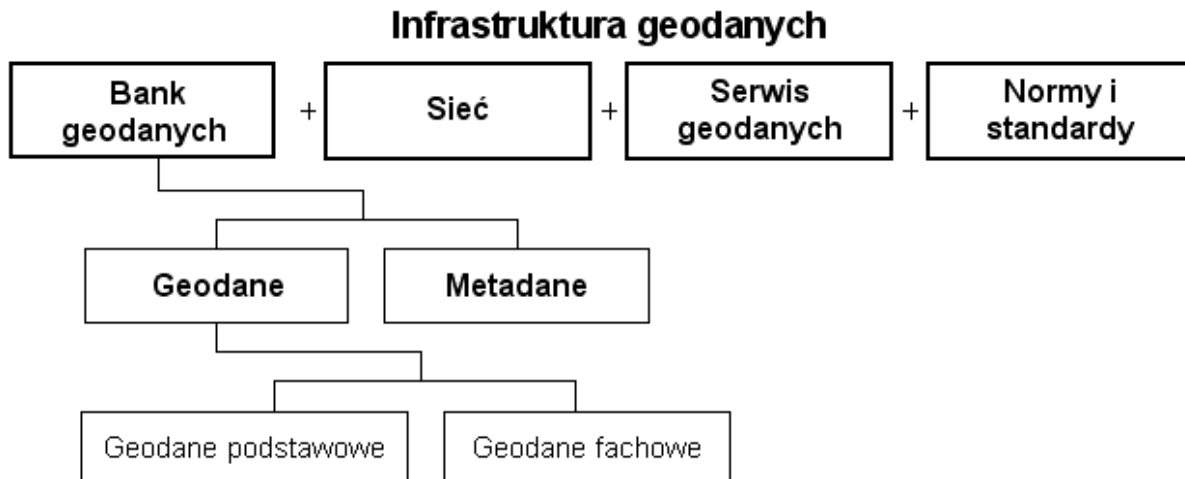 Infrastruktura geodanych
Bank
geodanych
+
Sieć
+
Serwis
geodanych
+
Normy i
standardy
Geodane
Metadane
Geodane podstawowe
Geodane fachowe